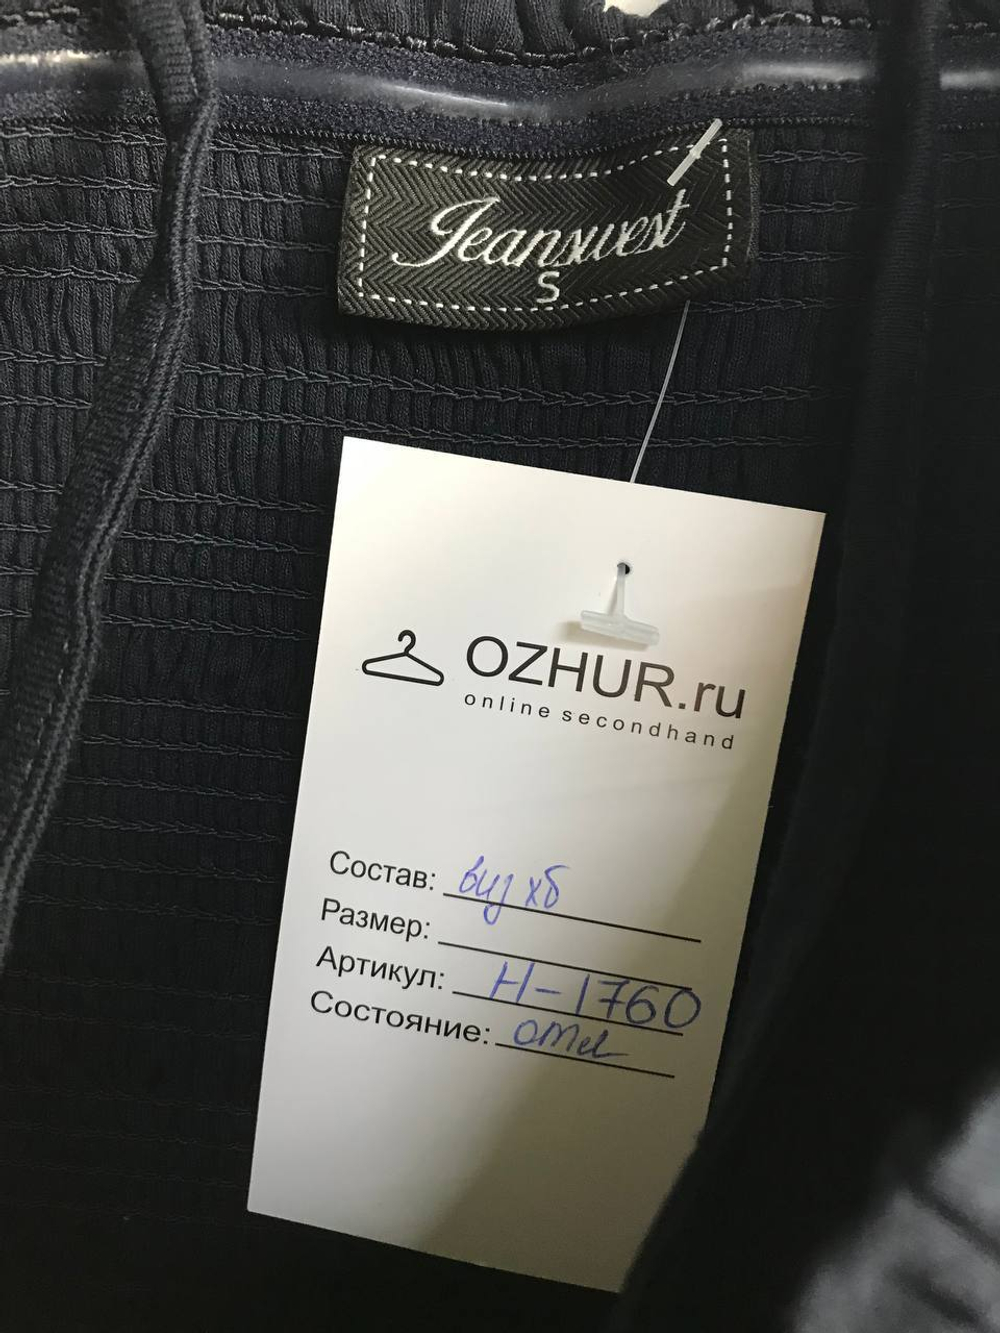 Jeanswest
S
OZHUR.ru
online secondhand
Состав: виз хб
Размер:
Артикул: Н-1760
Состояние: отл